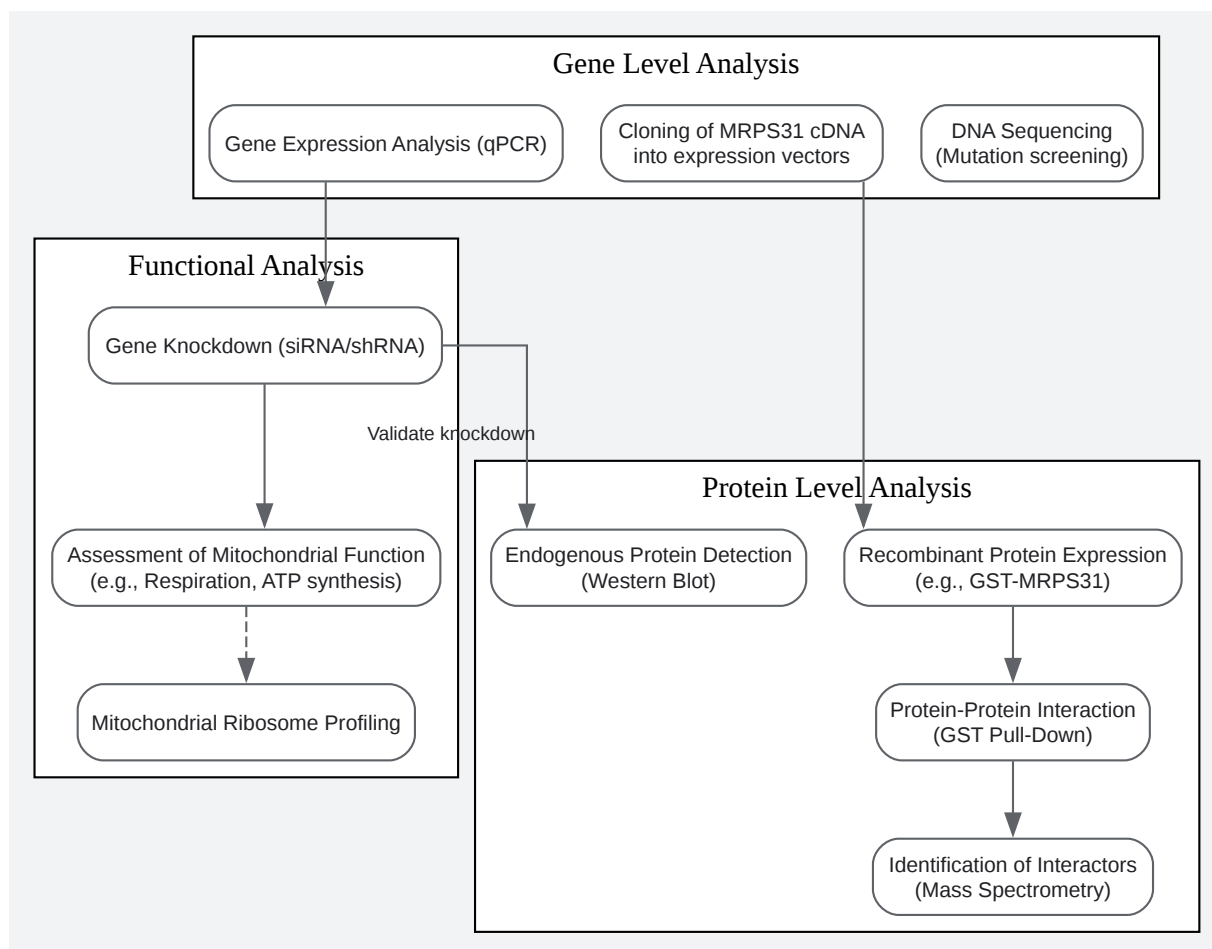 Gene Level Analysis
Gene Expression Analysis (qPCR)
Cloning of MRPS31 cDNA
into expression vectors
DNA Sequencing
(Mutation screening)
Functional Analysis
Gene Knockdown (siRNA/shRNA)
Validate knockdown
Assessment of Mitochondrial Function
(e.g., Respiration, ATP synthesis)
Mitochondrial Ribosome Profiling
Protein Level Analysis
Endogenous Protein Detection
(Western Blot)
Recombinant Protein Expression
(e.g., GST-MRPS31)
Protein-Protein Interaction
(GST Pull-Down)
Identification of Interactors
(Mass Spectrometry)